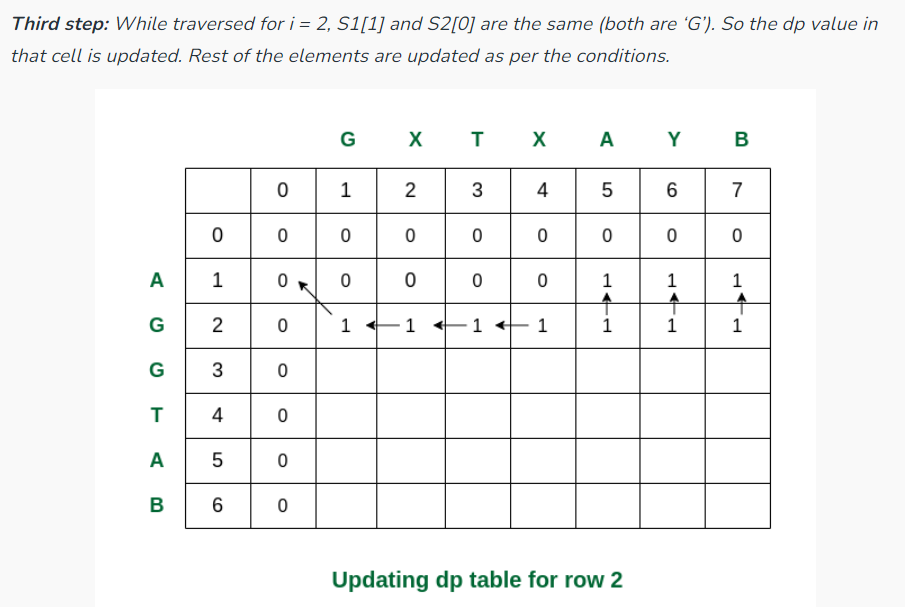 Third step: While traversed for i = 2, S1[1] and S2[0] are the same (both are ‘G’). So the dp value in
that cell is updated. Rest of the elements are updated as per the conditions.
G X T X A Y B
0 1 2 3 4 5 6 7
0 0 0 0 0 0 0 0 0
A 1 0 0 0 0 0 1 1 1
G 2 0 1 1 1 1 1 1 1
G 3 0
T 4 0
A 5 0
B 6 0
Updating dp table for row 2